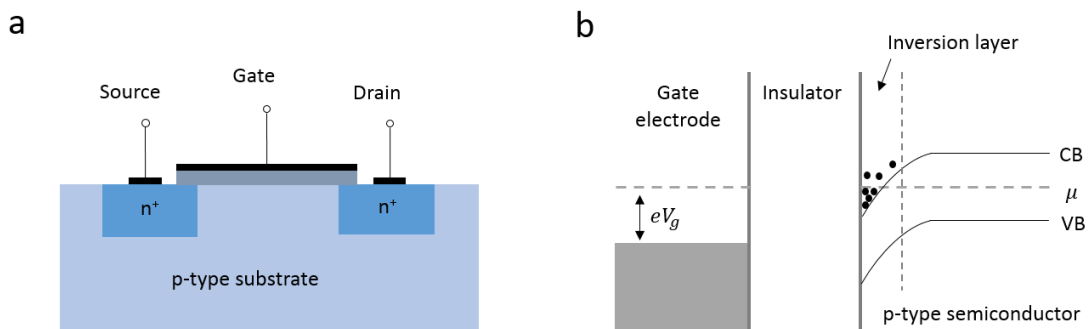 a
Source
Gate
Drain
n+
n+
p-type substrate
b
Inversion layer
Gate
electrode
Insulator
CB
μ
VB
eVg
p-type semiconductor